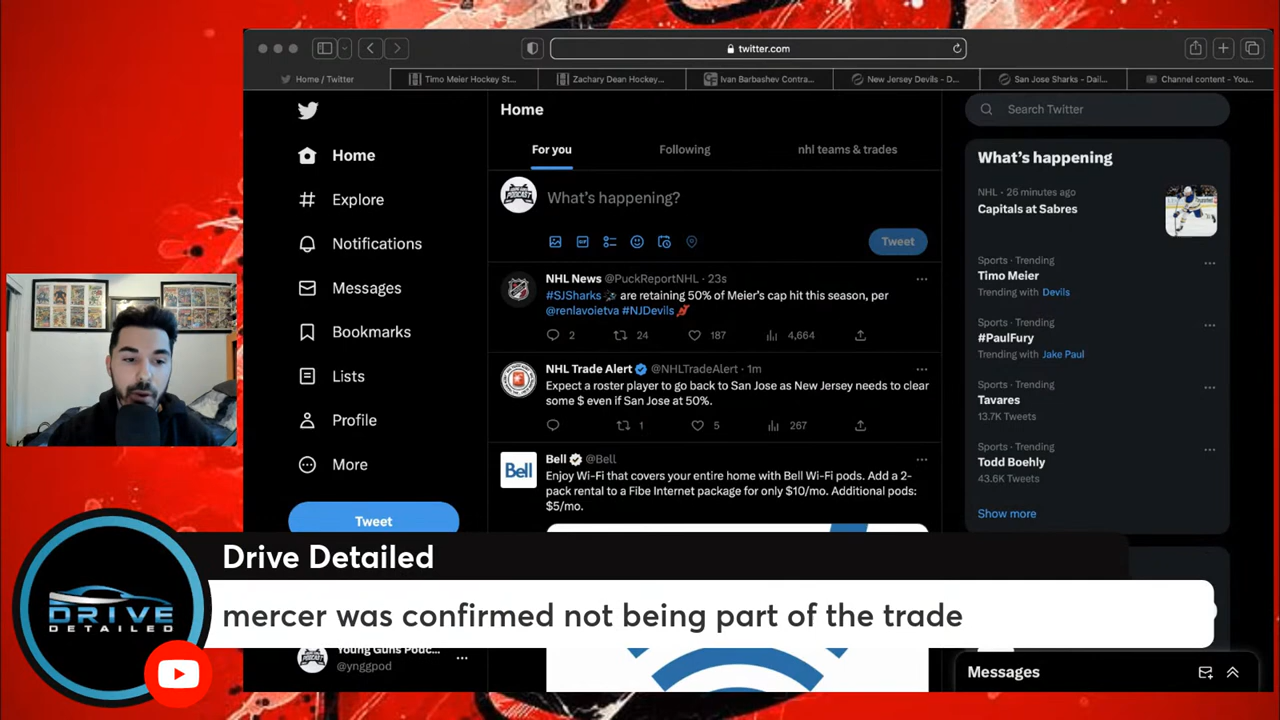 twitter.com
Home / Twitter
Timo Meier Hockey St...
Zachary Dean Hockey...
Ivan Barbashev Contra...
New Jersey Devils - D...
San Jose Sharks - Dail...
Channel content - You...
Home
Explore
Notifications
Messages
Bookmarks
Lists
Profile
More
Tweet
Home
For you
Following
nhl teams & trades
What's happening?
Tweet
NHL News @PuckReportNHL · 23s
#SJSharks are retaining 50% of Meier's cap hit this season, per
@renlavoietva #NJDevils
2
24
187
4,664
NHL Trade Alert @NHLTradeAlert · 1m
Expect a roster player to go back to San Jose as New Jersey needs to clear
some $ even if San Jose at 50%.
1
5
267
Bell @Bell
Bell
Enjoy Wi-Fi that covers your entire home with Bell Wi-Fi pods. Add a 2-
pack rental to a Fibe Internet package for only $10/mo. Additional pods:
$5/mo.
Search Twitter
What's happening
NHL · 26 minutes ago
Capitals at Sabres
Sports · Trending
Timo Meier
Trending with Devils
Sports · Trending
#PaulFury
Trending with Jake Paul
Sports · Trending
Tavares
13.7K Tweets
Sports · Trending
Todd Boehly
43.6K Tweets
Show more
DRIVE
DETAILED
Drive Detailed
mercer was confirmed not being part of the trade
Young Guns Podc...
@ynggpod
Messages